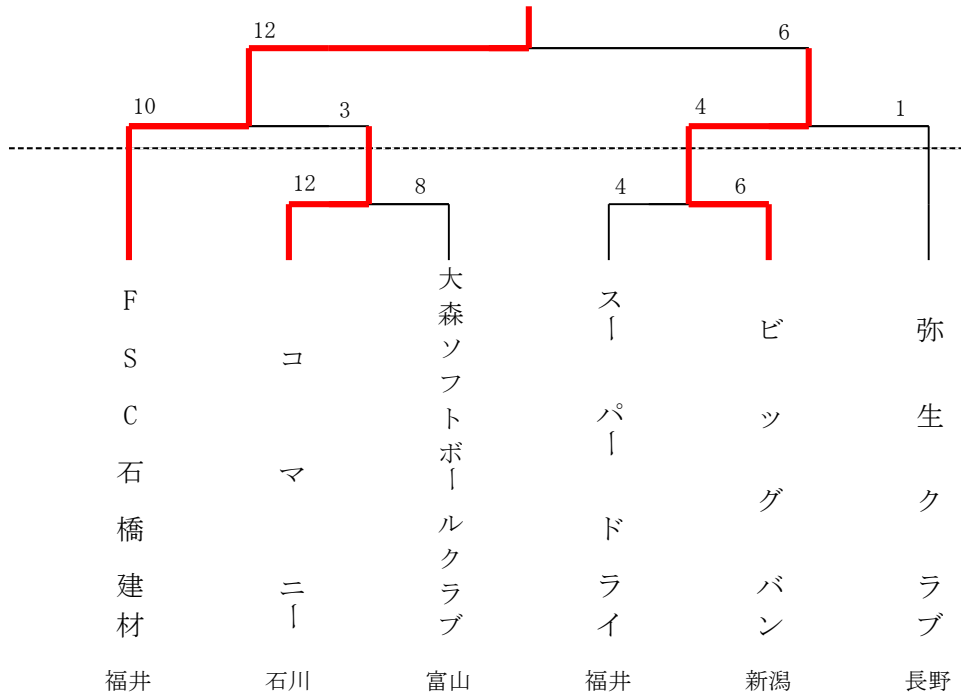 12 6
10 3 4 1
12 8 4 6
FSC石橋建材
コマニー
大森ソフトボールクラブ
スーパードライ
ビッグバン
弥生クラブ
福井 石川 富山 福井 新潟 長野